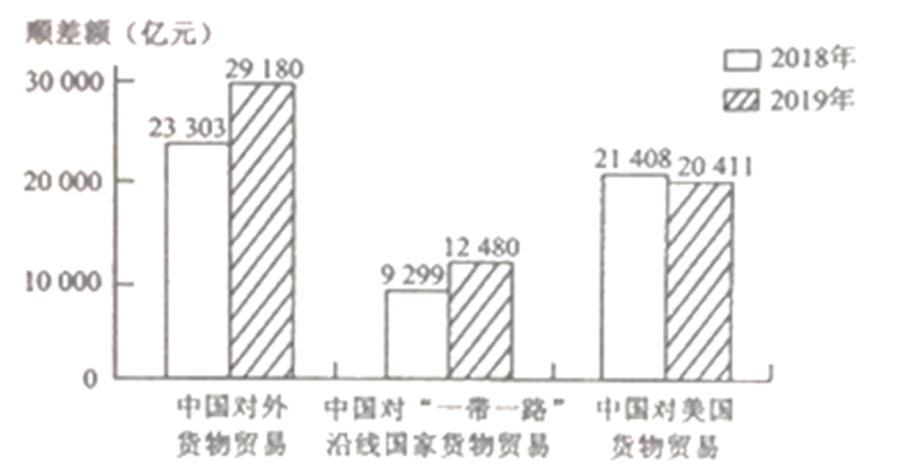 顺差额（亿元）
2018年
2019年
30 000
20 000
10 000
0
23 303
29 180
9 299
12 480
21 408
20 411
中国对外
货物贸易
中国对“一带一路”
沿线国家货物贸易
中国对美国
货物贸易